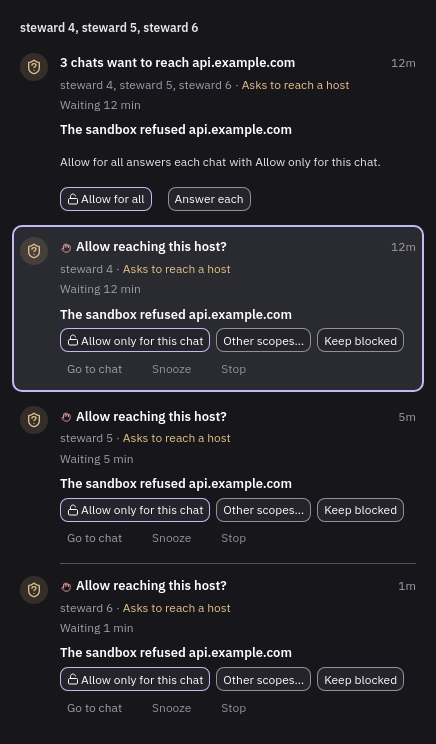 steward 4, steward 5, steward 6
3 chats want to reach api.example.com 12m
steward 4, steward 5, steward 6 · Asks to reach a host
Waiting 12 min
The sandbox refused api.example.com
Allow for all answers each chat with Allow only for this chat.
Allow for all Answer each
Allow reaching this host? 12m
steward 4 · Asks to reach a host
Waiting 12 min
The sandbox refused api.example.com
Allow only for this chat Other scopes… Keep blocked
Go to chat Snooze Stop
Allow reaching this host? 5m
steward 5 · Asks to reach a host
Waiting 5 min
The sandbox refused api.example.com
Allow only for this chat Other scopes… Keep blocked
Go to chat Snooze Stop
Allow reaching this host? 1m
steward 6 · Asks to reach a host
Waiting 1 min
The sandbox refused api.example.com
Allow only for this chat Other scopes… Keep blocked
Go to chat Snooze Stop